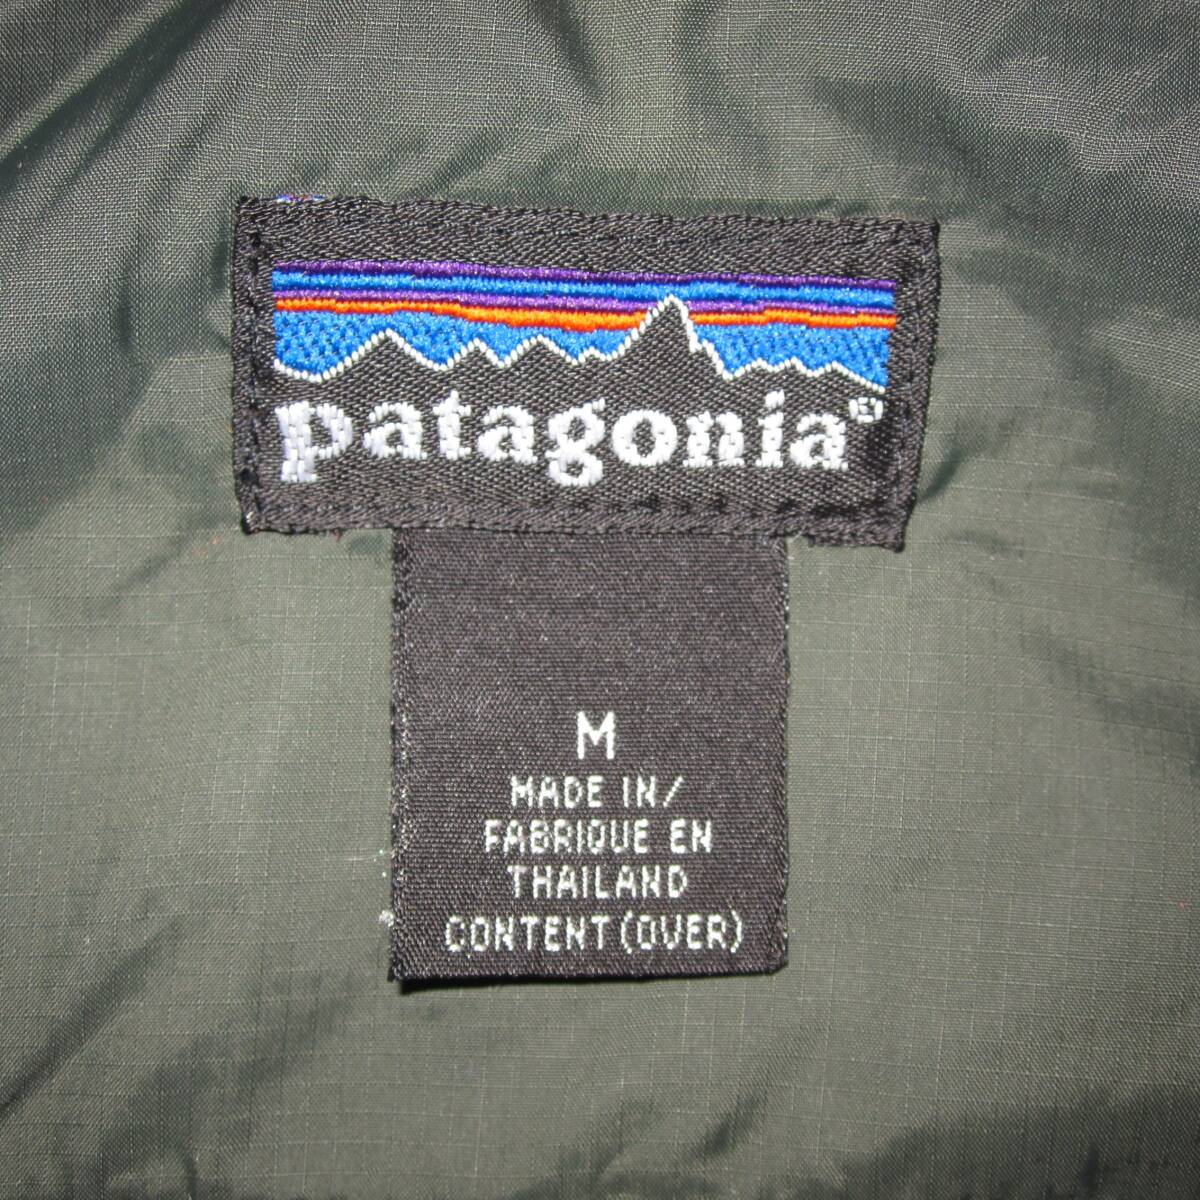 patagonia®
M
MADE IN/
FABRIQUE EN
THAILAND
CONTENT (OVER)